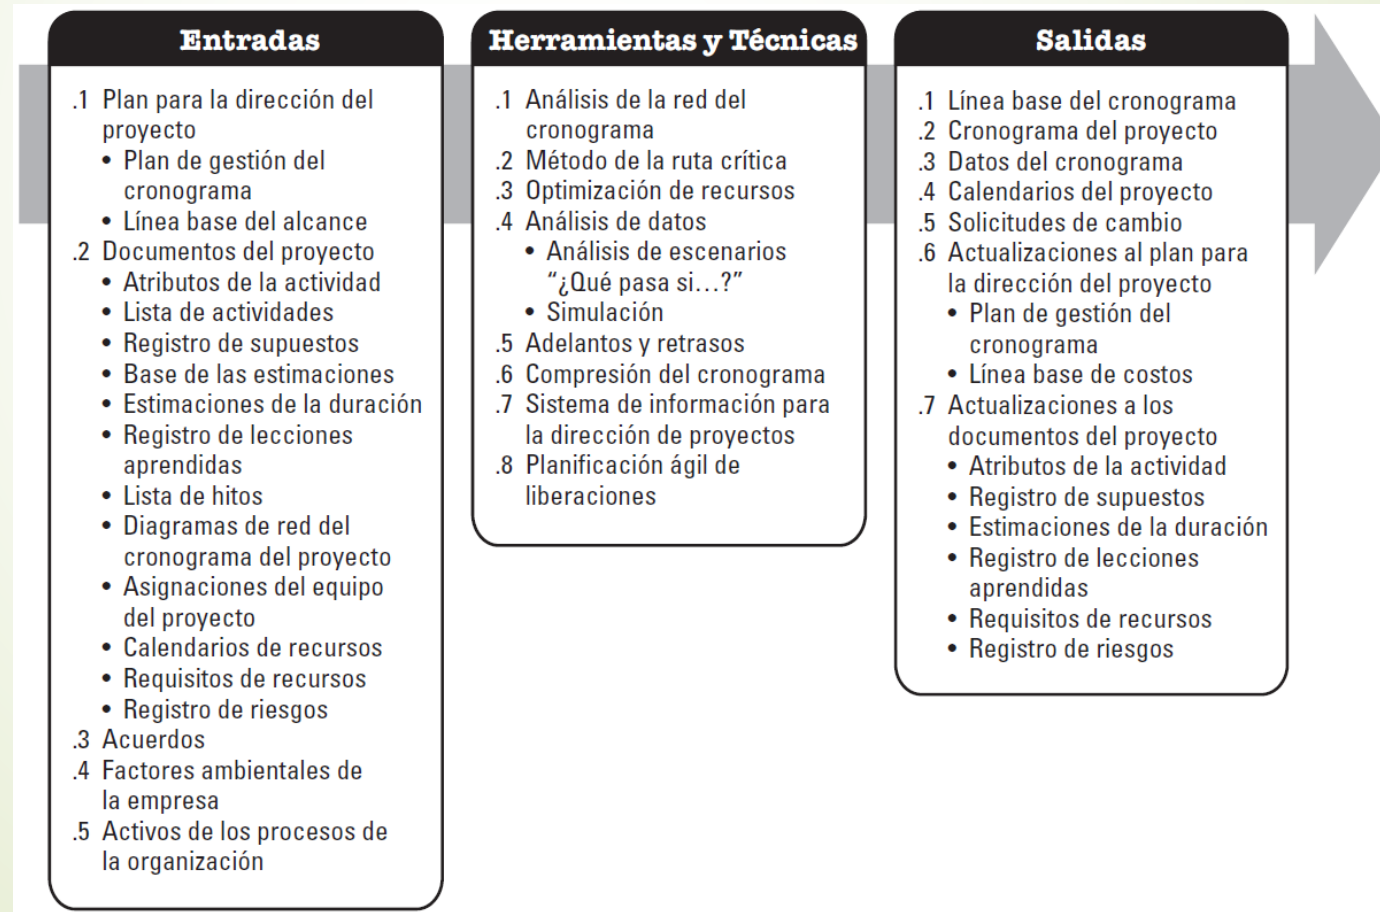 Entradas
.1 Plan para la dirección del
proyecto
• Plan de gestión del
cronograma
• Línea base del alcance
.2 Documentos del proyecto
• Atributos de la actividad
• Lista de actividades
• Registro de supuestos
• Base de las estimaciones
• Estimaciones de la duración
• Registro de lecciones
aprendidas
• Lista de hitos
• Diagramas de red del
cronograma del proyecto
• Asignaciones del equipo
del proyecto
• Calendarios de recursos
• Requisitos de recursos
• Registro de riesgos
.3 Acuerdos
.4 Factores ambientales de
la empresa
.5 Activos de los procesos de
la organización
Herramientas y Técnicas
.1 Análisis de la red del
cronograma
.2 Método de la ruta crítica
.3 Optimización de recursos
.4 Análisis de datos
• Análisis de escenarios
“¿Qué pasa si…?”
• Simulación
.5 Adelantos y retrasos
.6 Compresión del cronograma
.7 Sistema de información para
la dirección de proyectos
.8 Planificación ágil de
liberaciones
Salidas
.1 Línea base del cronograma
.2 Cronograma del proyecto
.3 Datos del cronograma
.4 Calendarios del proyecto
.5 Solicitudes de cambio
.6 Actualizaciones al plan para
la dirección del proyecto
• Plan de gestión del
cronograma
• Línea base de costos
.7 Actualizaciones a los
documentos del proyecto
• Atributos de la actividad
• Registro de supuestos
• Estimaciones de la duración
• Registro de lecciones
aprendidas
• Requisitos de recursos
• Registro de riesgos